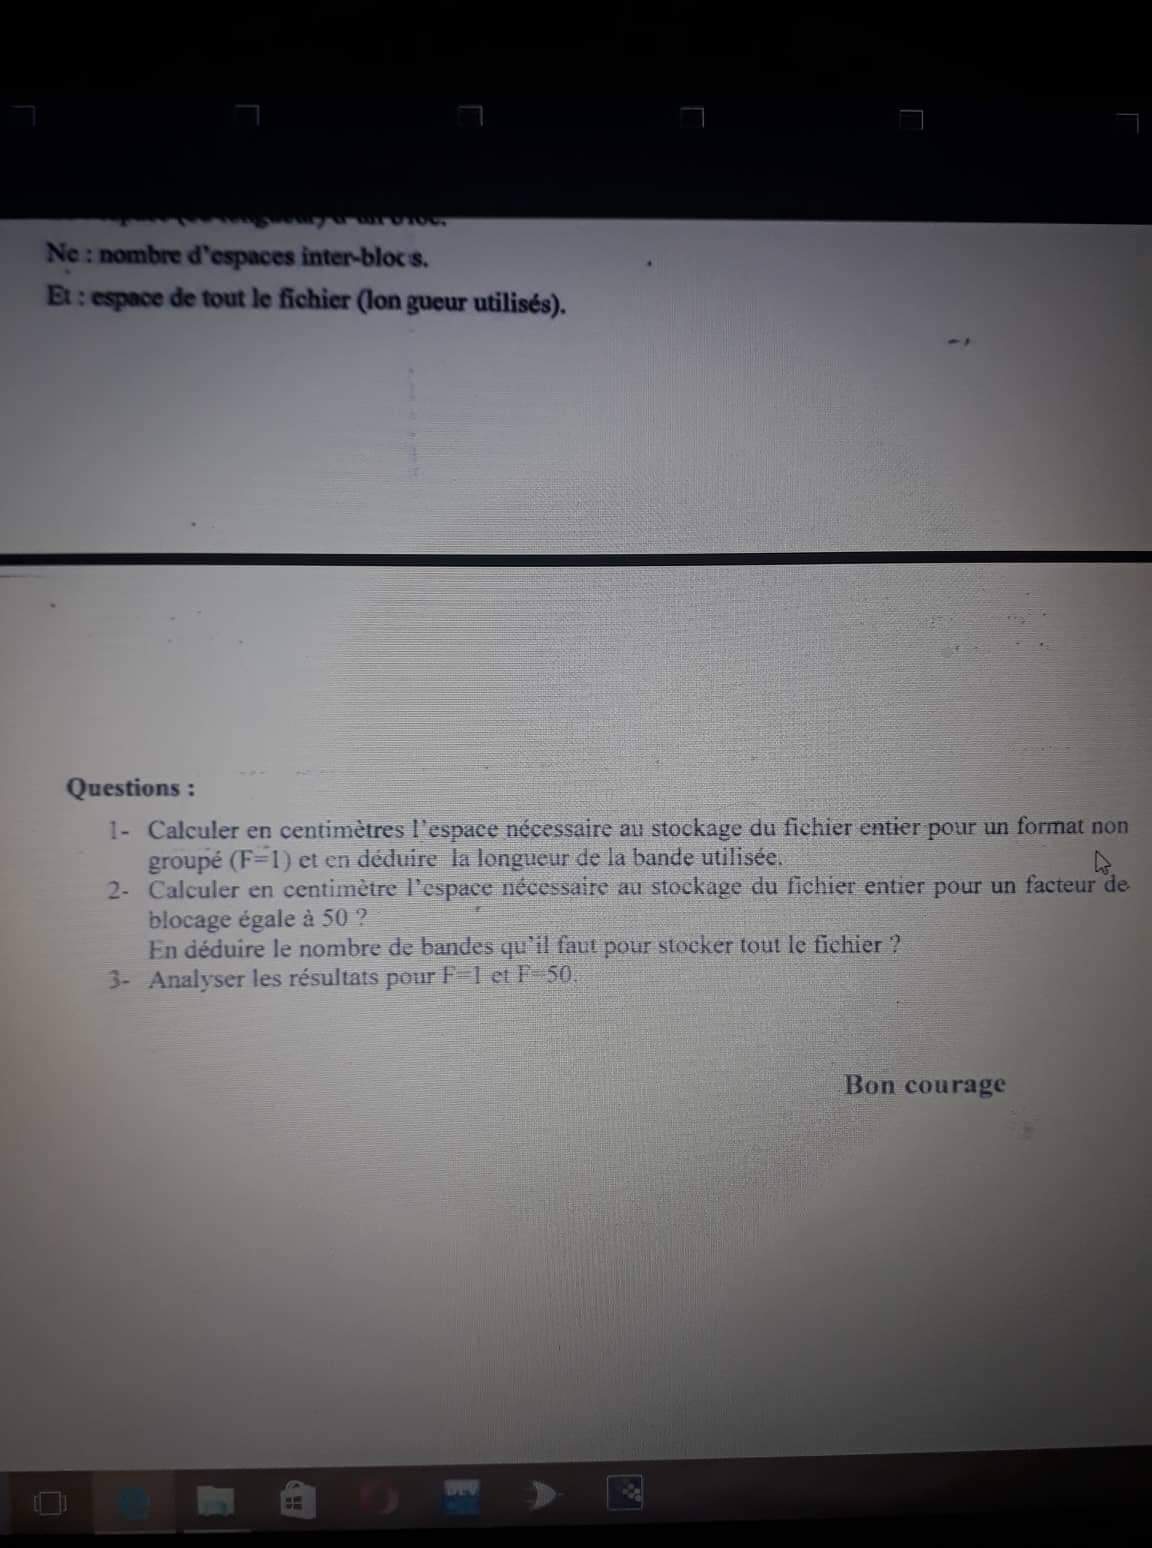 Ne : nombre d'espaces inter-bloc s.
Et : espace de tout le fichier (lon gueur utilisés).
Questions :
1- Calculer en centimètres l'espace nécessaire au stockage du fichier entier pour un format non
groupé (F=1) et en déduire la longueur de la bande utilisée.
2- Calculer en centimètre l'espace nécessaire au stockage du fichier entier pour un facteur de
blocage égale à 50 ?
En déduire le nombre de bandes qu'il faut pour stocker tout le fichier ?
3- Analyser les résultats pour F=1 et F=50.
Bon courage